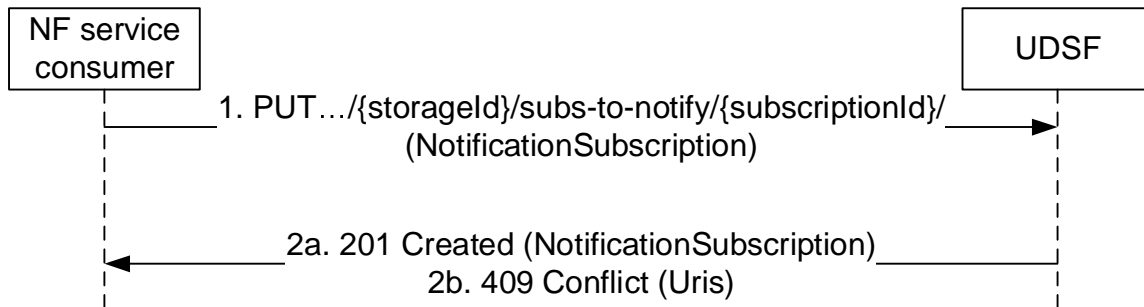 NF service
consumer
UDSF
1. PUT…/{storageId}/subs-to-notify/{subscriptionId}/
(NotificationSubscription)
2a. 201 Created (NotificationSubscription)
2b. 409 Conflict (Uris)